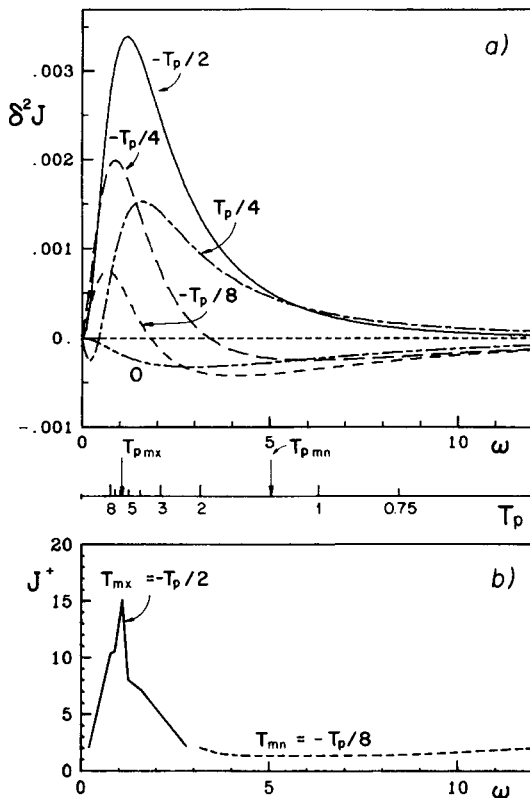 a)
.003
-Tp/2
δ²J
.002
-Tp/4
Tp/4
.001
-Tp/8
0.
0
-.001
0 5 10 ω
Tpmx
Tpmn
8 5 3 2 1 0.75 Tp
J⁺
b)
20
Tmx = -Tp/2
15
10
5
Tmn = -Tp/8
0
0 5 10 ω